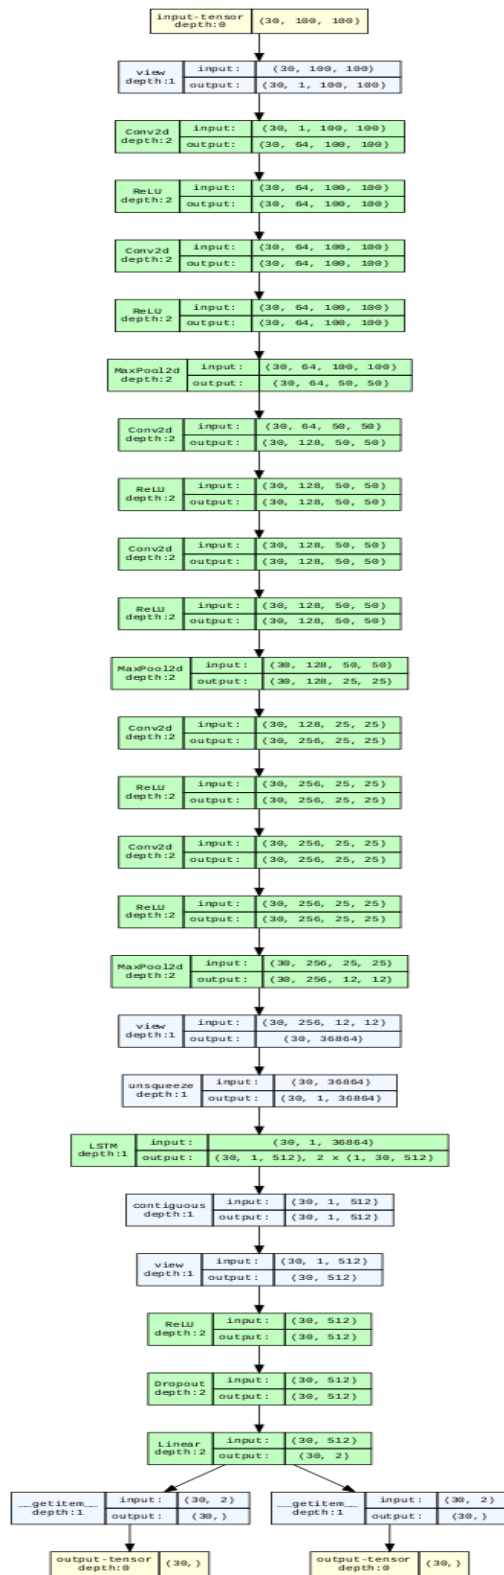 input-tensor
depth:0
(30, 100, 100)
view
depth:1
input:
(30, 100, 100)
output:
(30, 1, 100, 100)
Conv2d
depth:2
input:
(30, 1, 100, 100)
output:
(30, 64, 100, 100)
ReLU
depth:2
input:
(30, 64, 100, 100)
output:
(30, 64, 100, 100)
Conv2d
depth:2
input:
(30, 64, 100, 100)
output:
(30, 64, 100, 100)
ReLU
depth:2
input:
(30, 64, 100, 100)
output:
(30, 64, 100, 100)
MaxPool2d
depth:2
input:
(30, 64, 100, 100)
output:
(30, 64, 50, 50)
Conv2d
depth:2
input:
(30, 64, 50, 50)
output:
(30, 128, 50, 50)
ReLU
depth:2
input:
(30, 128, 50, 50)
output:
(30, 128, 50, 50)
Conv2d
depth:2
input:
(30, 128, 50, 50)
output:
(30, 128, 50, 50)
ReLU
depth:2
input:
(30, 128, 50, 50)
output:
(30, 128, 50, 50)
MaxPool2d
depth:2
input:
(30, 128, 50, 50)
output:
(30, 128, 25, 25)
Conv2d
depth:2
input:
(30, 128, 25, 25)
output:
(30, 256, 25, 25)
ReLU
depth:2
input:
(30, 256, 25, 25)
output:
(30, 256, 25, 25)
Conv2d
depth:2
input:
(30, 256, 25, 25)
output:
(30, 256, 25, 25)
ReLU
depth:2
input:
(30, 256, 25, 25)
output:
(30, 256, 25, 25)
MaxPool2d
depth:2
input:
(30, 256, 25, 25)
output:
(30, 256, 12, 12)
view
depth:1
input:
(30, 256, 12, 12)
output:
(30, 36864)
unsqueeze
depth:1
input:
(30, 36864)
output:
(30, 1, 36864)
LSTM
depth:1
input:
(30, 1, 36864)
output:
(30, 1, 512), 2 x (1, 30, 512)
contiguous
depth:1
input:
(30, 1, 512)
output:
(30, 1, 512)
view
depth:1
input:
(30, 1, 512)
output:
(30, 512)
ReLU
depth:2
input:
(30, 512)
output:
(30, 512)
Dropout
depth:2
input:
(30, 512)
output:
(30, 512)
Linear
depth:2
input:
(30, 512)
output:
(30, 2)
__getitem__
depth:1
input:
(30, 2)
output:
(30,)
__getitem__
depth:1
input:
(30, 2)
output:
(30,)
output-tensor
depth:0
(30,)
output-tensor
depth:0
(30,)